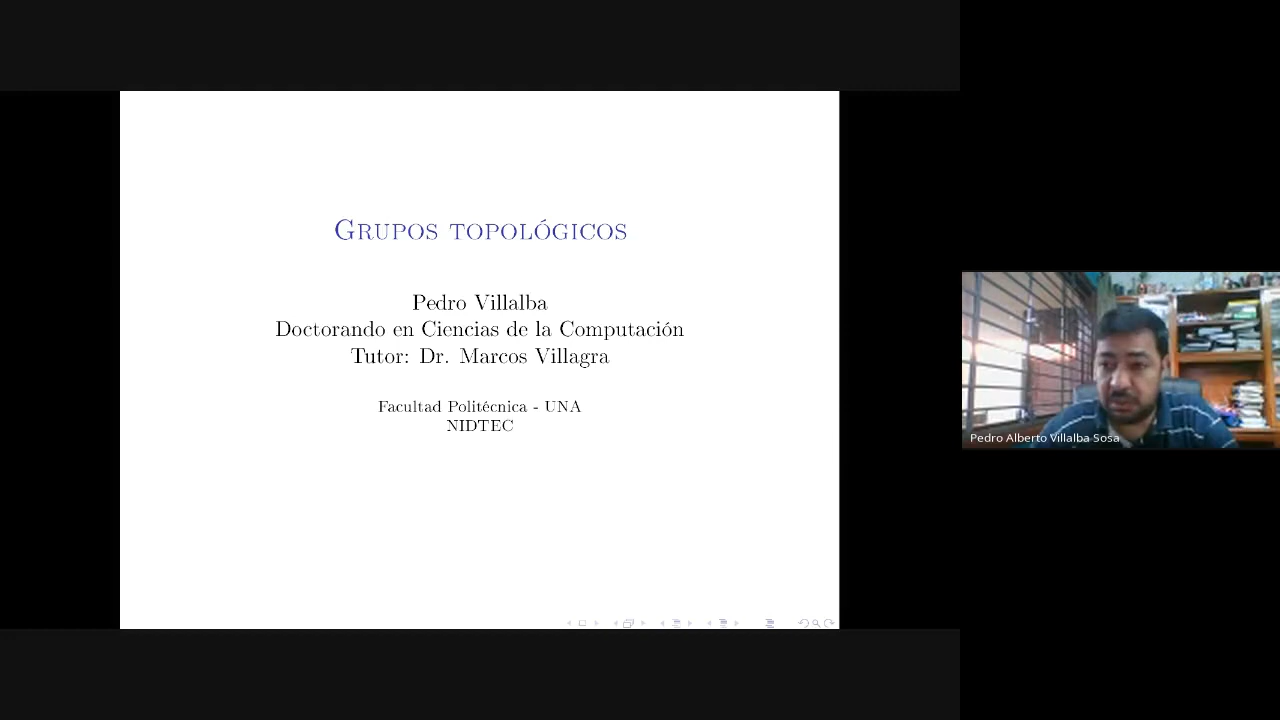 Grupos topológicos
Pedro Villalba
Doctorando en Ciencias de la Computación
Tutor: Dr. Marcos Villagra
Facultad Politécnica - UNA
NIDTEC
Pedro Alberto Villalba Sosa